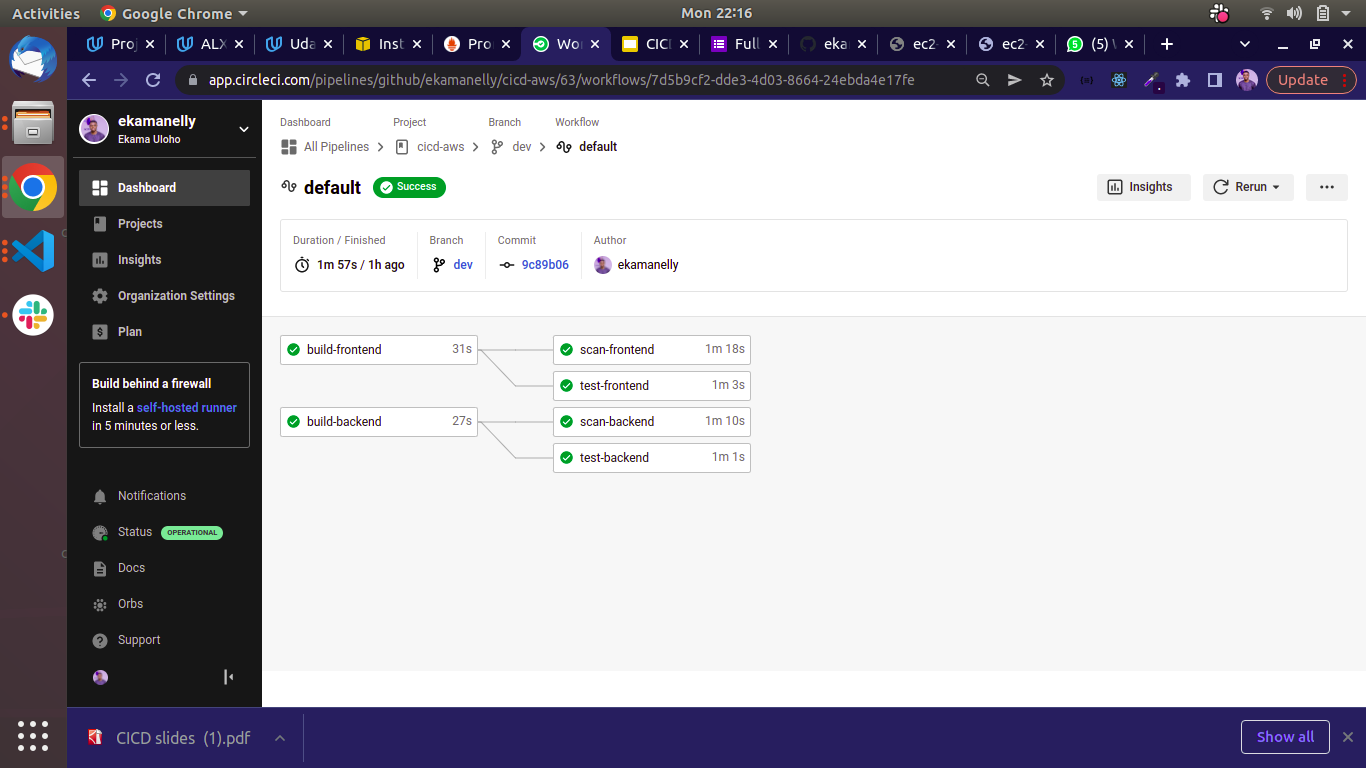 Activities
Google Chrome
Mon 22:16
Proj
ALX
Uda
Inst
Pro
Wo
CIC
Full
eka
ec2-
ec2-
(5) W
app.circleci.com/pipelines/github/ekamanelly/cicd-aws/63/workflows/7d5b9cf2-dde3-4d03-8664-24ebda4e17fe
Update
ekamanelly
Ekama Uloho
Dashboard
Projects
Insights
Organization Settings
Plan
Build behind a firewall
Install a self-hosted runner
in 5 minutes or less.
Notifications
Status OPERATIONAL
Docs
Orbs
Support
Dashboard Project Branch Workflow
All Pipelines cicd-aws dev default
default Success
Insights
Rerun
Duration / Finished Branch Commit Author
1m 57s / 1h ago dev 9c89b06 ekamanelly
build-frontend 31s scan-frontend 1m 18s
test-frontend 1m 3s
build-backend 27s scan-backend 1m 10s
test-backend 1m 1s
CICD slides (1).pdf
Show all